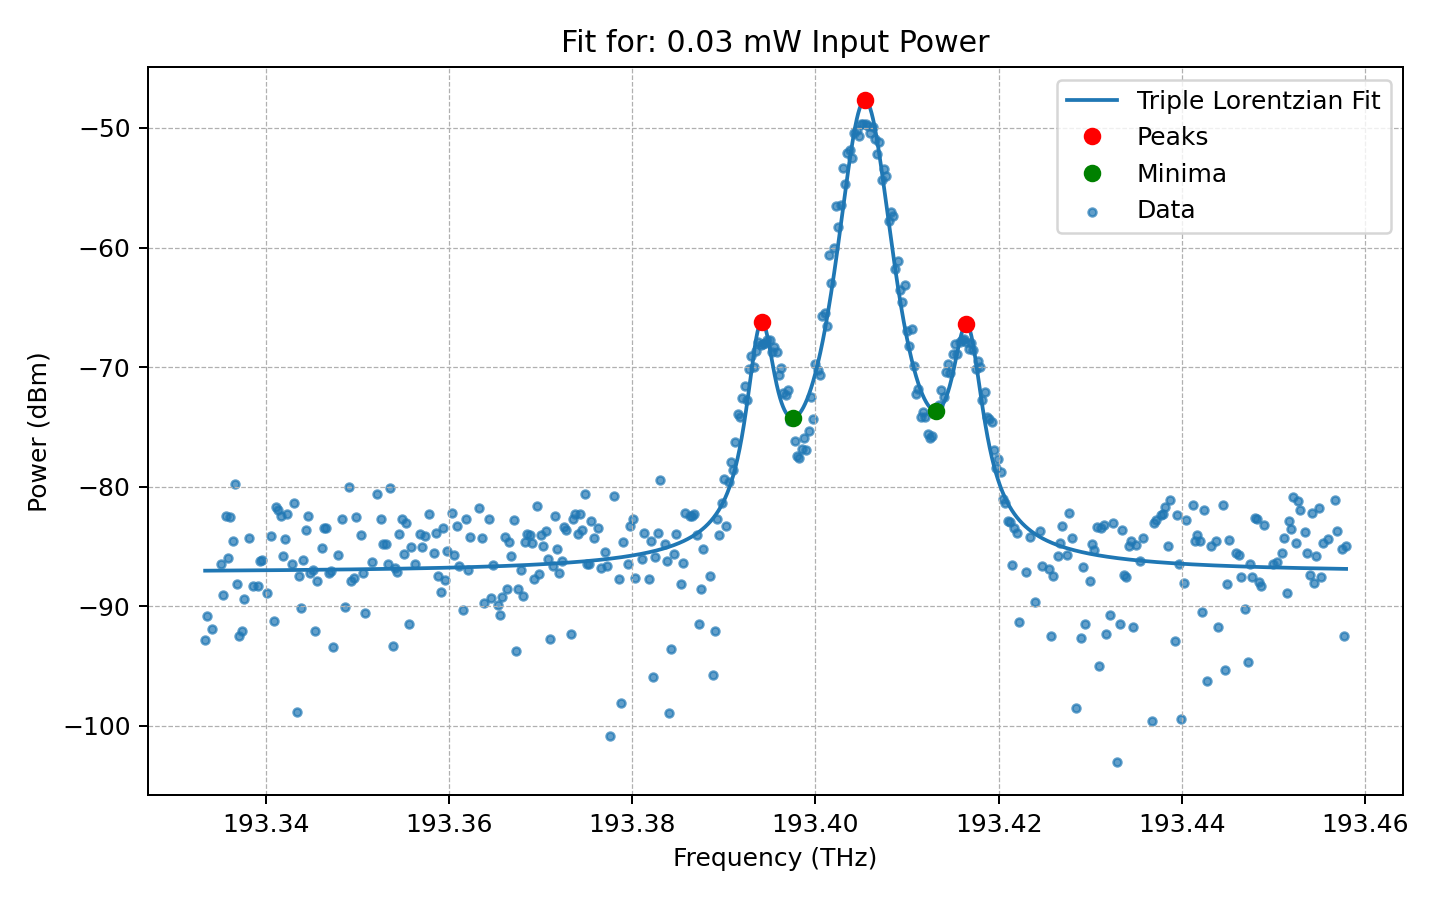 Fit for: 0.03 mW Input Power
Triple Lorentzian Fit
Peaks
Minima
Data
Power (dBm)
−50
−60
−70
−80
−90
−100
193.34 193.36 193.38 193.40 193.42 193.44 193.46
Frequency (THz)